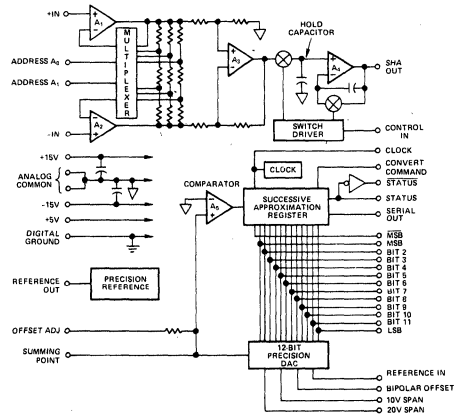 +IN
A1
MULTIPLEXER
ADDRESS A0
ADDRESS A1
A2
-IN
A3
HOLD CAPACITOR
A4
SHA OUT
SWITCH DRIVER
CONTROL IN
+15V
ANALOG COMMON
-15V
+5V
DIGITAL GROUND
CLOCK
CLOCK
CONVERT COMMAND
STATUS
STATUS
SERIAL OUT
COMPARATOR
A5
SUCCESSIVE APPROXIMATION REGISTER
MSB
MSB
BIT 2
BIT 3
BIT 4
BIT 5
BIT 6
BIT 7
BIT 8
BIT 9
BIT 10
BIT 11
LSB
REFERENCE OUT
PRECISION REFERENCE
OFFSET ADJ
SUMMING POINT
12-BIT PRECISION DAC
REFERENCE IN
BIPOLAR OFFSET
10V SPAN
20V SPAN